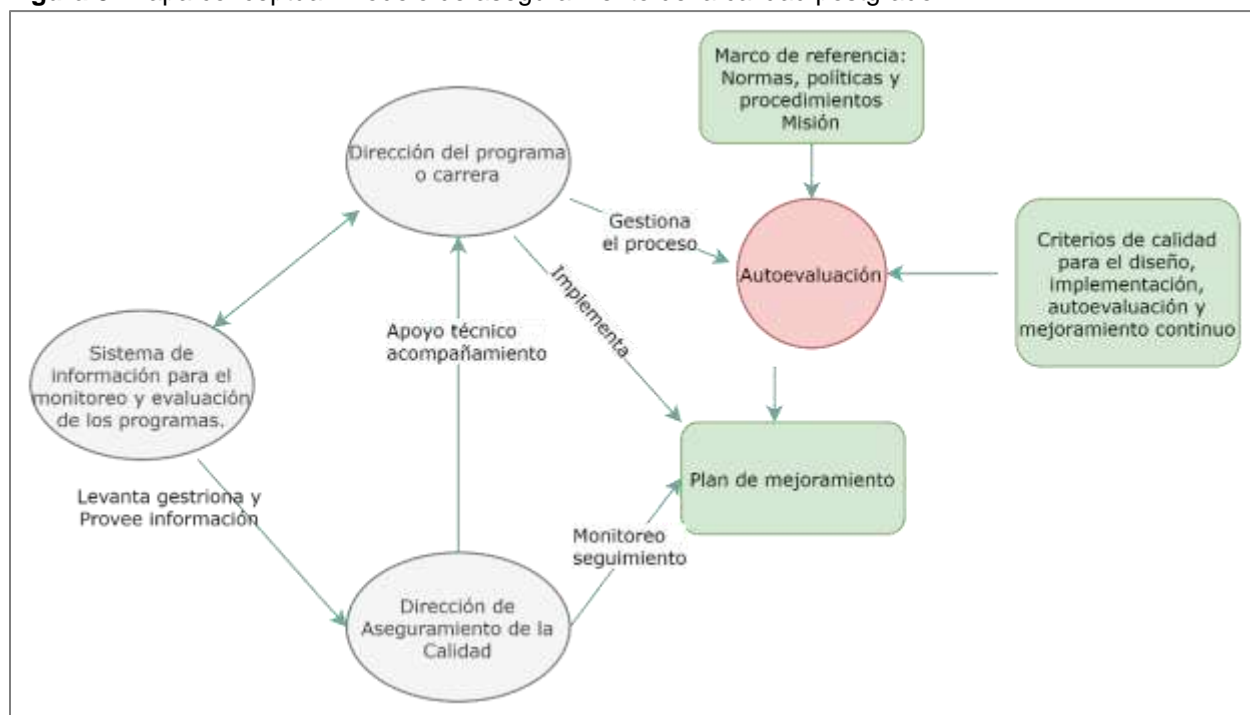 Marco de referencia:
Normas, políticas y
procedimientos
Misión
Dirección del programa
o carrera
Gestiona
el proceso
Autoevaluación
Criterios de calidad
para el diseño,
implementación,
autoevaluación y
mejoramiento continuo
Implementa
Apoyo técnico
acompañamiento
Sistema de
información para el
monitoreo y evaluación
de los programas.
Plan de mejoramiento
Levanta gestriona y
Provee información
Monitoreo
seguimiento
Dirección de
Aseguramiento de la
Calidad